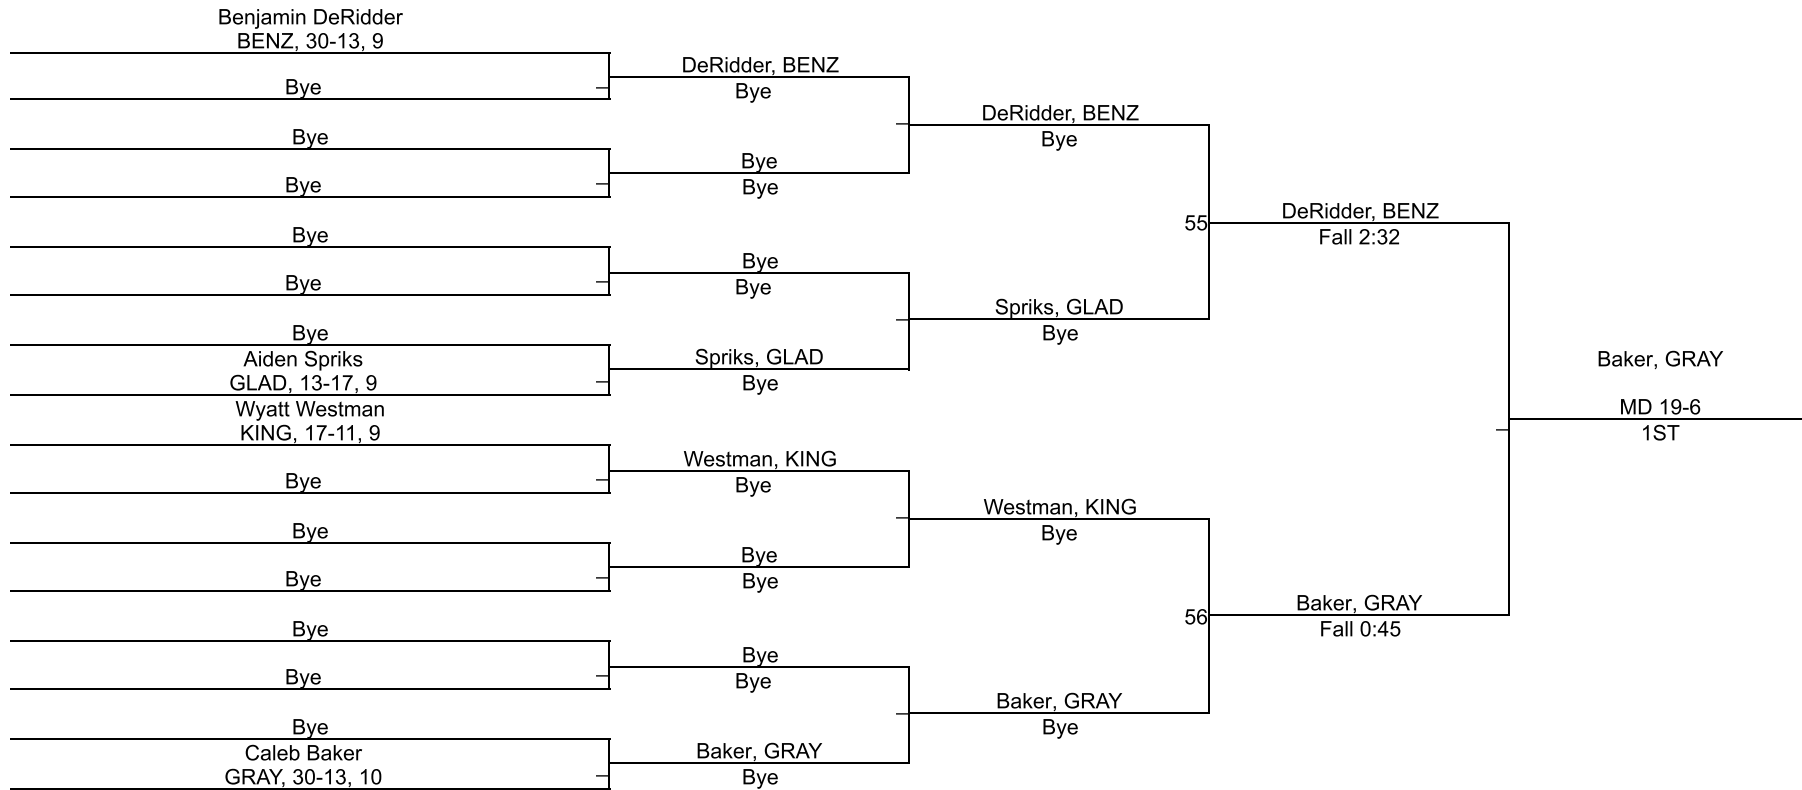 Benjamin DeRidder
BENZ, 30-13, 9
Bye
Bye
Bye
Bye
Bye
Bye
Aiden Spriks
GLAD, 13-17, 9
Wyatt Westman
KING, 17-11, 9
Bye
Bye
Bye
Bye
Bye
Bye
Caleb Baker
GRAY, 30-13, 10
DeRidder, BENZ
Bye
Bye
Bye
Bye
Bye
Spriks, GLAD
Bye
Westman, KING
Bye
Bye
Bye
Bye
Bye
Baker, GRAY
Bye
DeRidder, BENZ
Bye
Spriks, GLAD
Bye
Westman, KING
Bye
Baker, GRAY
Bye
55
DeRidder, BENZ
Fall 2:32
56
Baker, GRAY
Fall 0:45
Baker, GRAY
MD 19-6
1ST